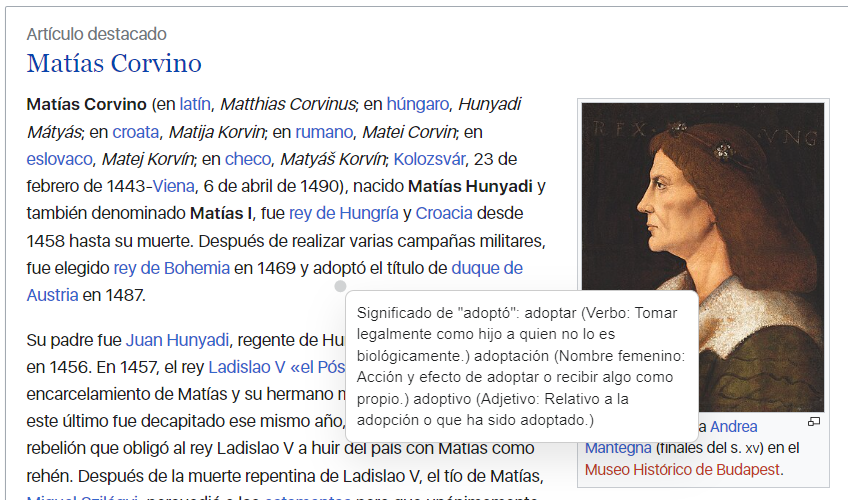 Artículo destacado
Matías Corvino
Matías Corvino (en latín, Matthias Corvinus; en húngaro, Hunyadi
Mátyás; en croata, Matija Korvin; en rumano, Matei Corvin; en
eslovaco, Matej Korvín; en checo, Matyáš Korvín; Kolozsvár, 23 de
febrero de 1443-Viena, 6 de abril de 1490), nacido Matías Hunyadi y
también denominado Matías I, fue rey de Hungría y Croacia desde
1458 hasta su muerte. Después de realizar varias campañas militares,
fue elegido rey de Bohemia en 1469 y adoptó el título de duque de
Austria en 1487.
Su padre fue Juan Hunyadi, regente de
en 1456. En 1457, el rey Ladislao V «el
encarcelamiento de Matías y su hermano
este último fue decapitado ese mismo año,
rebelión que obligó al rey Ladislao V a huir del país con Matías como
rehén. Después de la muerte repentina de Ladislao V, el tío de Matías,
REX
VNG
Significado de "adoptó": adoptar (Verbo: Tomar
legalmente como hijo a quien no lo es
biológicamente.) adoptación (Nombre femenino:
Acción y efecto de adoptar o recibir algo como
propio.) adoptivo (Adjetivo: Relativo a la
adopción o que ha sido adoptado.)
a Andrea
Mantegna (finales del s. XV) en el
Museo Histórico de Budapest.